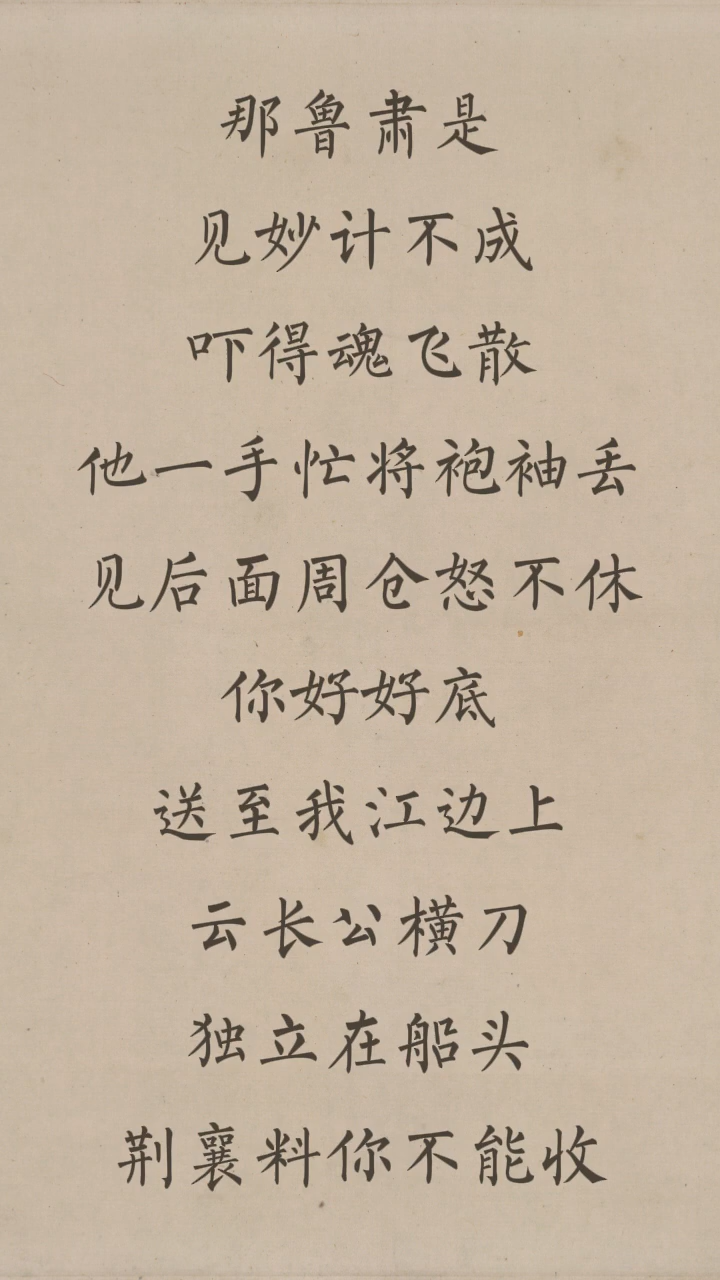 那鲁肃是
见妙计不成
吓得魂飞散
他一手忙将袍袖丢
见后面周仓怒不休
你好好底
送至我江边上
云长公横刀
独立在船头
荆襄料你不能收